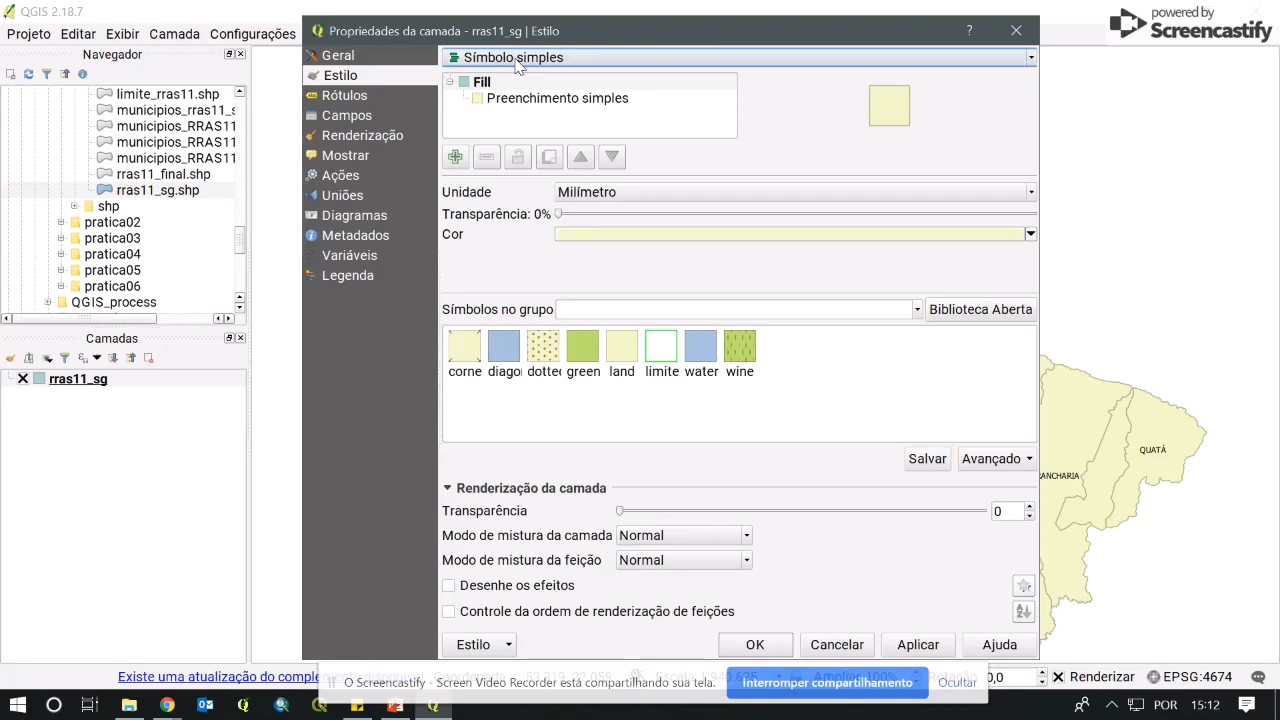 QGIS 2.18.7
Projeto Editar Exibir Camada Configurações
Navegador
limite_rras11.shp
municipios_rras11_s
municipios_RRAS11
municipios_RRAS11
municipios_RRAS11
rras11_final.shp
rras11_sg.shp
shp
pratica02
pratica03
pratica04
pratica05
pratica06
QGIS_process
Camadas
rras11_sg
Propriedades da camada - rras11_sg | Estilo
Geral
Estilo
Rótulos
Campos
Renderização
Mostrar
Ações
Uniões
Diagramas
Metadados
Variáveis
Legenda
Símbolo simples
Fill
Preenchimento simples
Unidade Milímetro
Transparência: 0%
Cor
Símbolos no grupo Biblioteca Aberta
corne diago dotte green land limite water wine
Salvar Avançado
Renderização da camada
Transparência 0
Modo de mistura da camada Normal
Modo de mistura da feição Normal
Desenhe os efeitos
Controle da ordem de renderização de feições
Estilo OK Cancelar Aplicar Ajuda
powered by
Screencastify
QUATÁ
RANCHARIA
Existe uma atualização do comple
O Screencastify - Screen Video Recorder está compartilhando sua tela. Interromper compartilhamento Ocultar
0,0 Renderizar EPSG:4674
POR 15:12